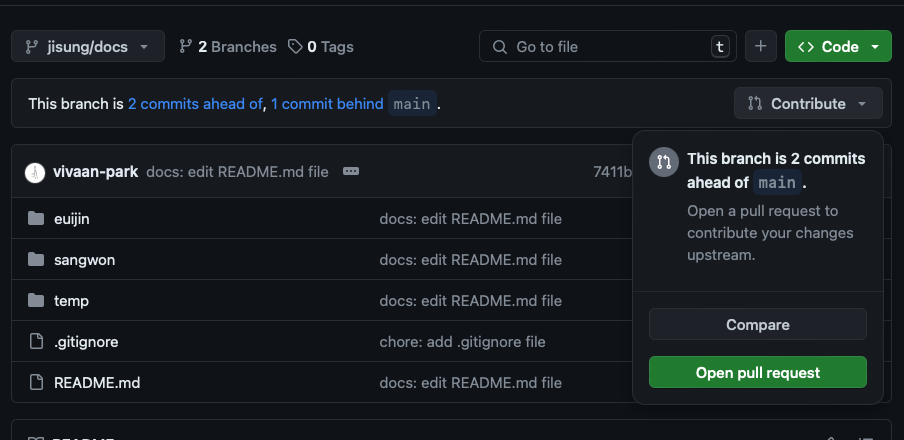 jisung/docs 2 Branches 0 Tags Go to file t + <> Code
This branch is 2 commits ahead of, 1 commit behind main . Contribute
This branch is 2 commits
ahead of main .
Open a pull request to
contribute your changes
upstream.
Compare
Open pull request
vivaan-park docs: edit README.md file 7411b
euijin docs: edit README.md file
sangwon docs: edit README.md file
temp docs: edit README.md file
.gitignore chore: add .gitignore file
README.md docs: edit README.md file